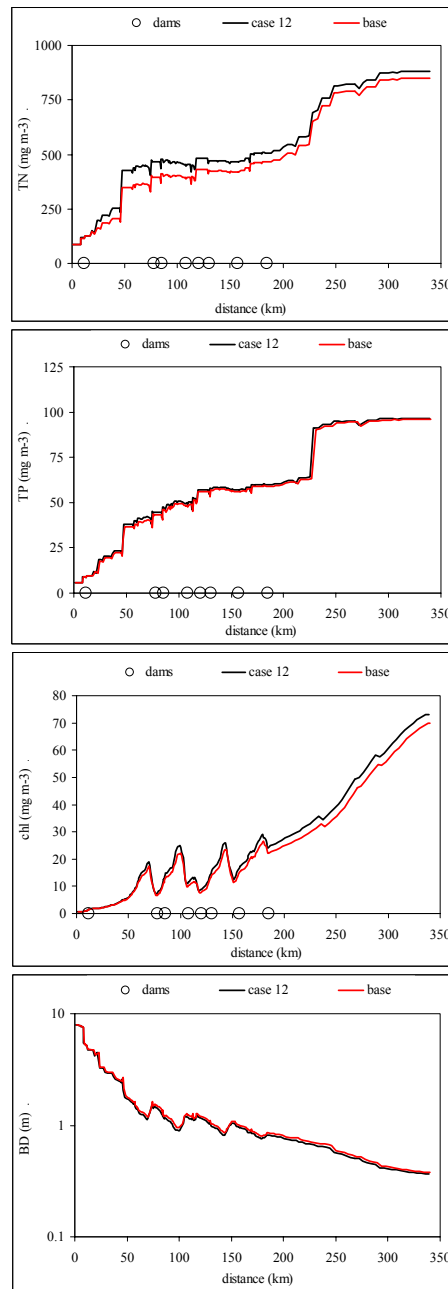 dams case 12 base
1000
750
500
250
0
TN (mg m-3) .
0 50 100 150 200 250 300 350
distance (km)
dams case 12 base
125
100
75
50
25
0
TP (mg m-3) .
0 50 100 150 200 250 300 350
distance (km)
dams case 12 base
80
70
60
50
40
30
20
10
0
chl (mg m-3) .
0 50 100 150 200 250 300 350
distance (km)
dams case 12 base
10
1
0.1
BD (m) .
0 50 100 150 200 250 300 350
distance (km)